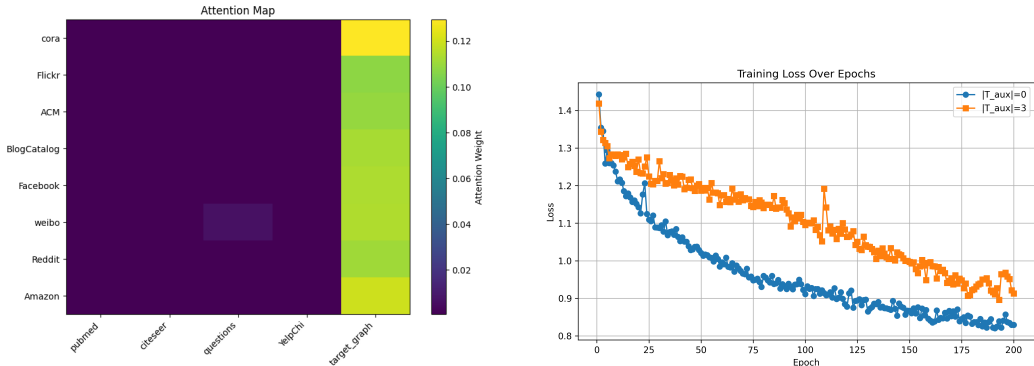 Attention Map
cora
Flickr
ACM
BlogCatalog
Facebook
weibo
Reddit
Amazon
pubmed
citeseer
questions
YelpChi
target_graph
0.12
0.10
0.08
0.06
0.04
0.02
Attention Weight
Training Loss Over Epochs
|T_aux|=0
|T_aux|=3
1.4
1.3
1.2
1.1
1.0
0.9
0.8
Loss
0 25 50 75 100 125 150 175 200
Epoch